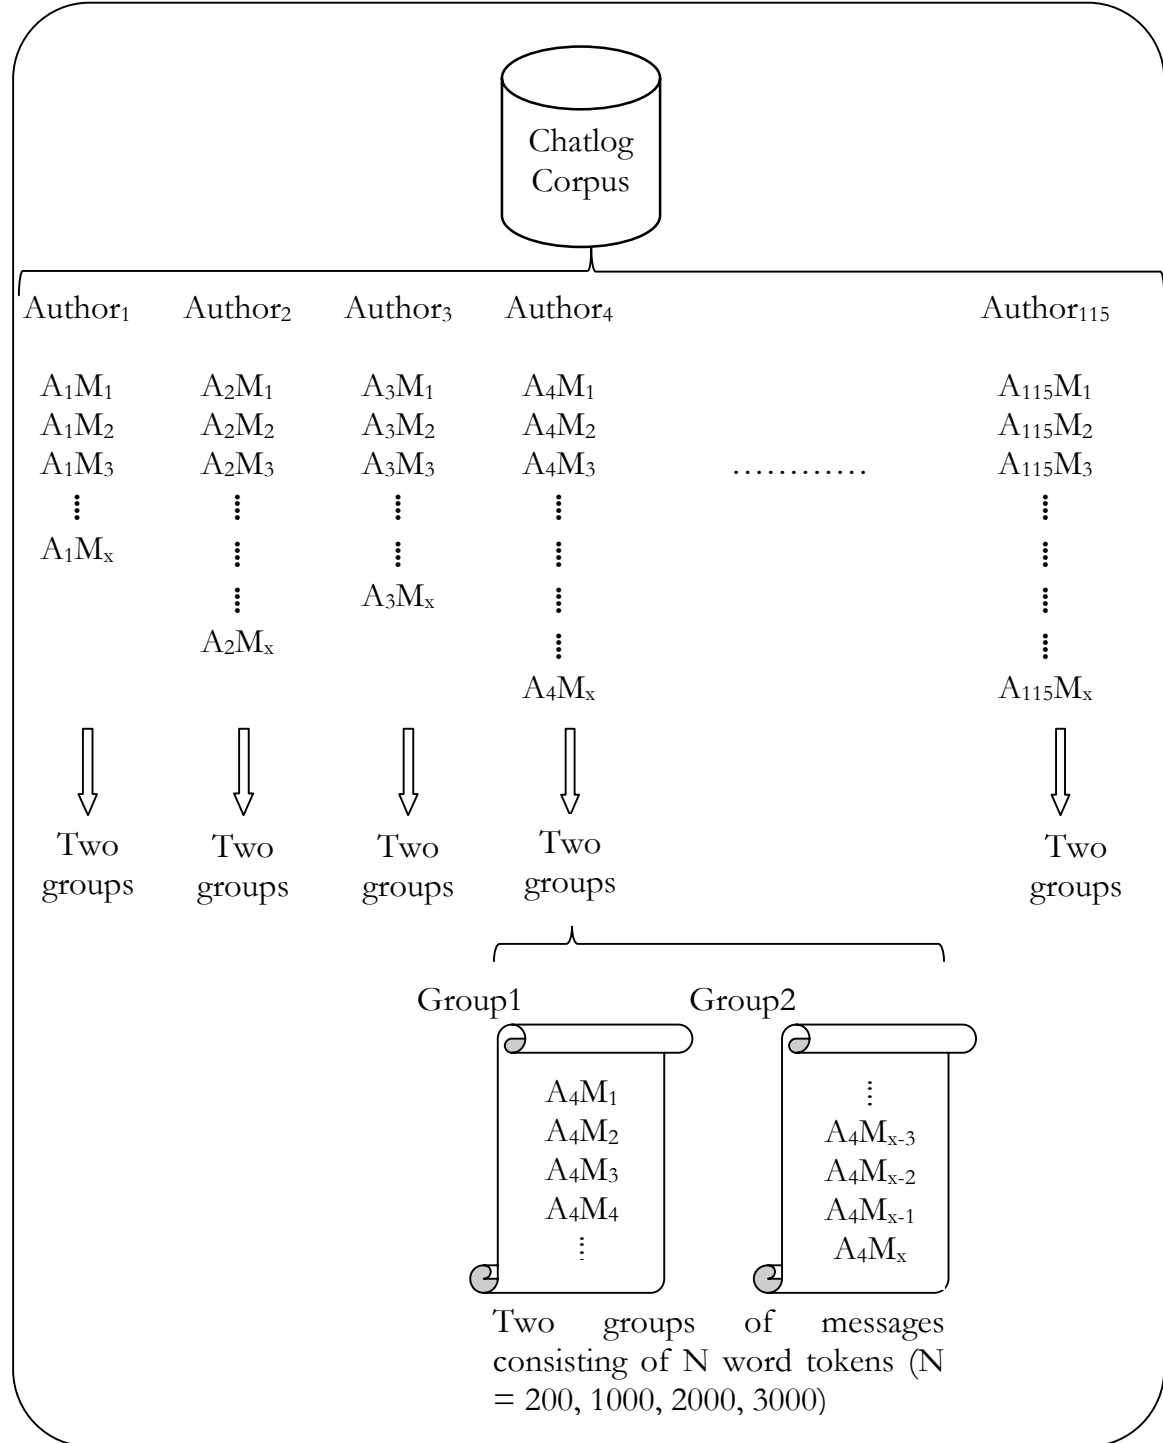 Chatlog
Corpus
Author₁ Author₂ Author₃ Author₄ Author₁₁₅
A₁M₁ A₂M₁ A₃M₁ A₄M₁ A₁₁₅M₁
A₁M₂ A₂M₂ A₃M₂ A₄M₂ A₁₁₅M₂
A₁M₃ A₂M₃ A₃M₃ A₄M₃ ………… A₁₁₅M₃
A₁Mₓ
A₃Mₓ
A₂Mₓ
A₄Mₓ A₁₁₅Mₓ
Two Two Two Two Two
groups groups groups groups groups
Group1 Group2
A₄M₁
A₄M₂
A₄M₃
A₄M₄
A₄Mₓ₋₃
A₄Mₓ₋₂
A₄Mₓ₋₁
A₄Mₓ
Two groups of messages
consisting of N word tokens (N
= 200, 1000, 2000, 3000)